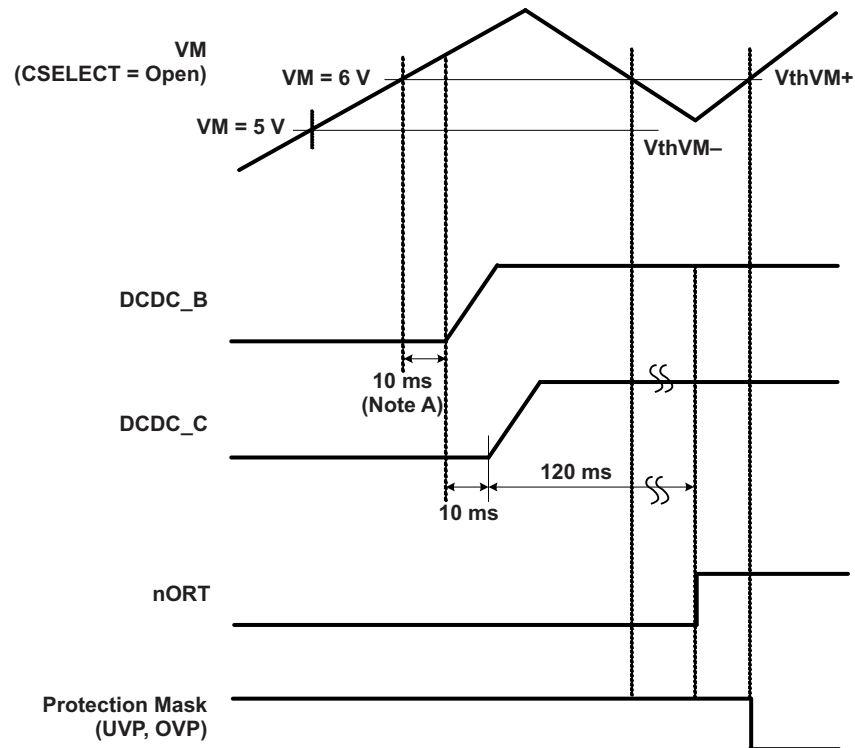 VM
(CSELECT = Open)
VM = 6 V
VthVM+
VM = 5 V
VthVM–
DCDC_B
10 ms
(Note A)
DCDC_C
120 ms
10 ms
nORT
Protection Mask
(UVP, OVP)